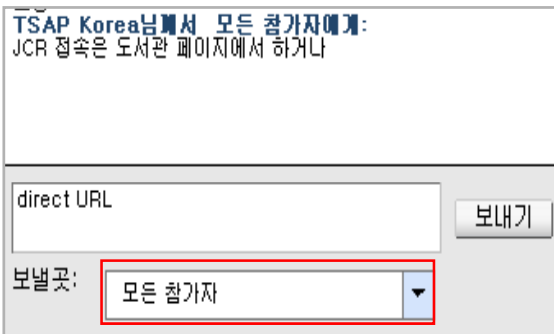 TSAP Korea님께서 모든 참가자에게:
JCR 접속은 도서관 페이지에서 하거나
direct URL
보내기
보낼곳:
모든 참가자